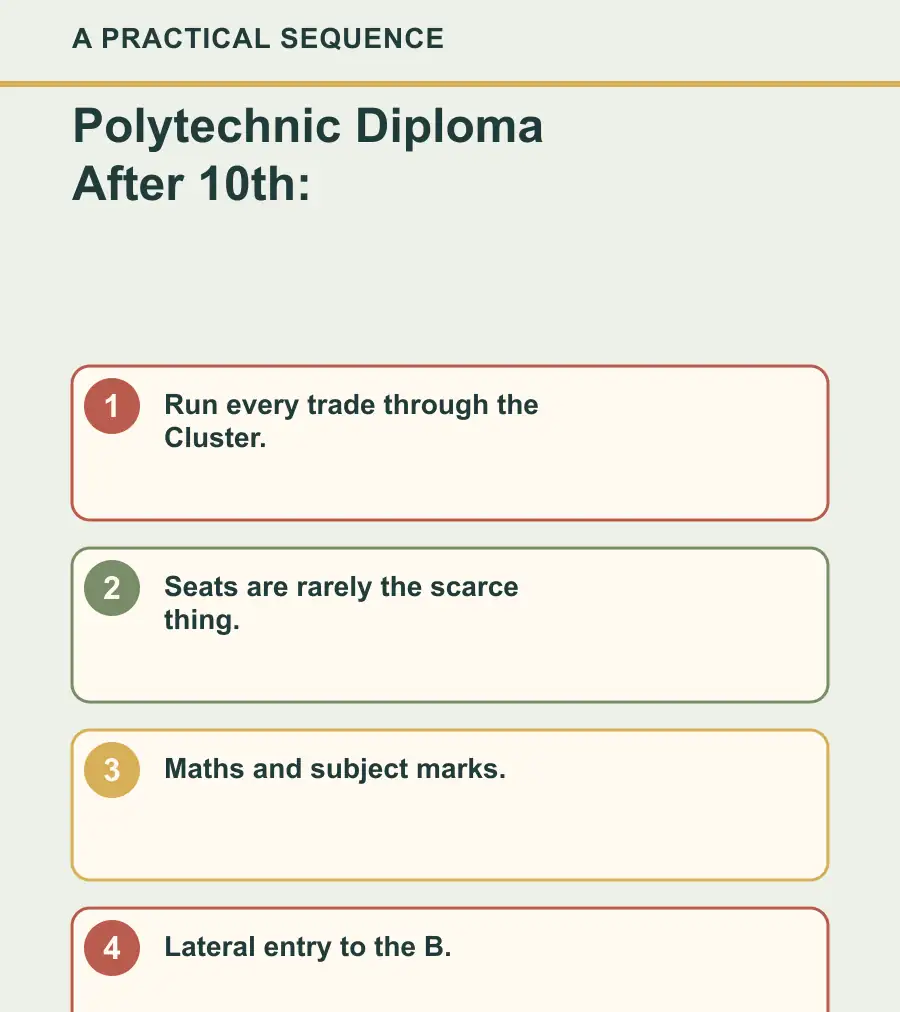 A PRACTICAL SEQUENCE
Polytechnic Diploma
After 10th:
1
Run every trade through the
Cluster.
2
Seats are rarely the scarce
thing.
3
Maths and subject marks.
4
Lateral entry to the B.